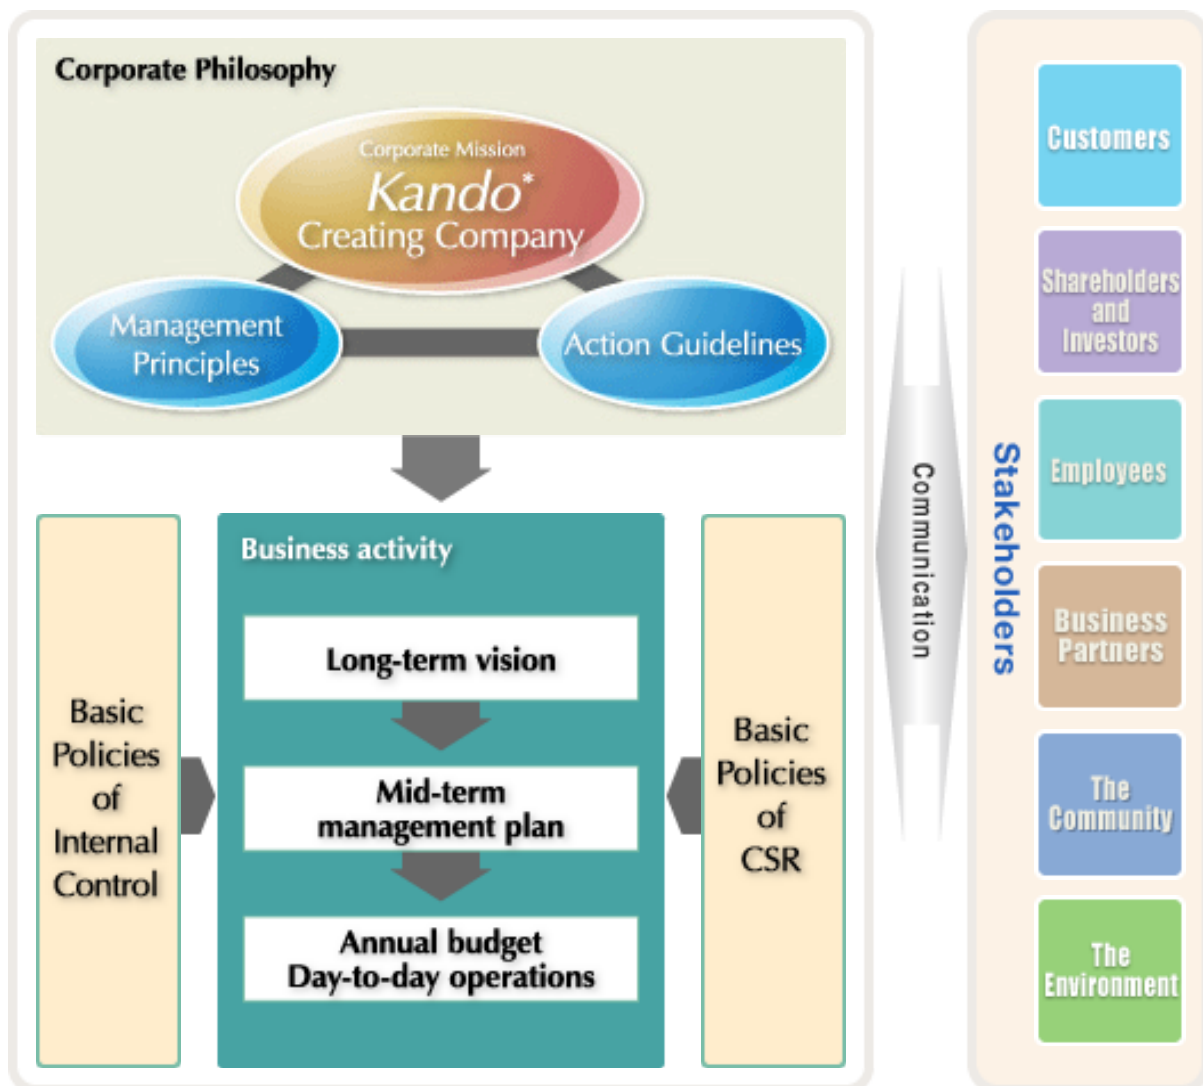 Corporate Philosophy
Corporate Mission
Kando*
Creating Company
Management
Principles
Action Guidelines
Business activity
Long-term vision
Mid-term
management plan
Annual budget
Day-to-day operations
Basic
Policies
of
Internal
Control
Basic
Policies
of
CSR
Communication
Stakeholders
Customers
Shareholders
and
Investors
Employees
Business
Partners
The
Community
The
Environment